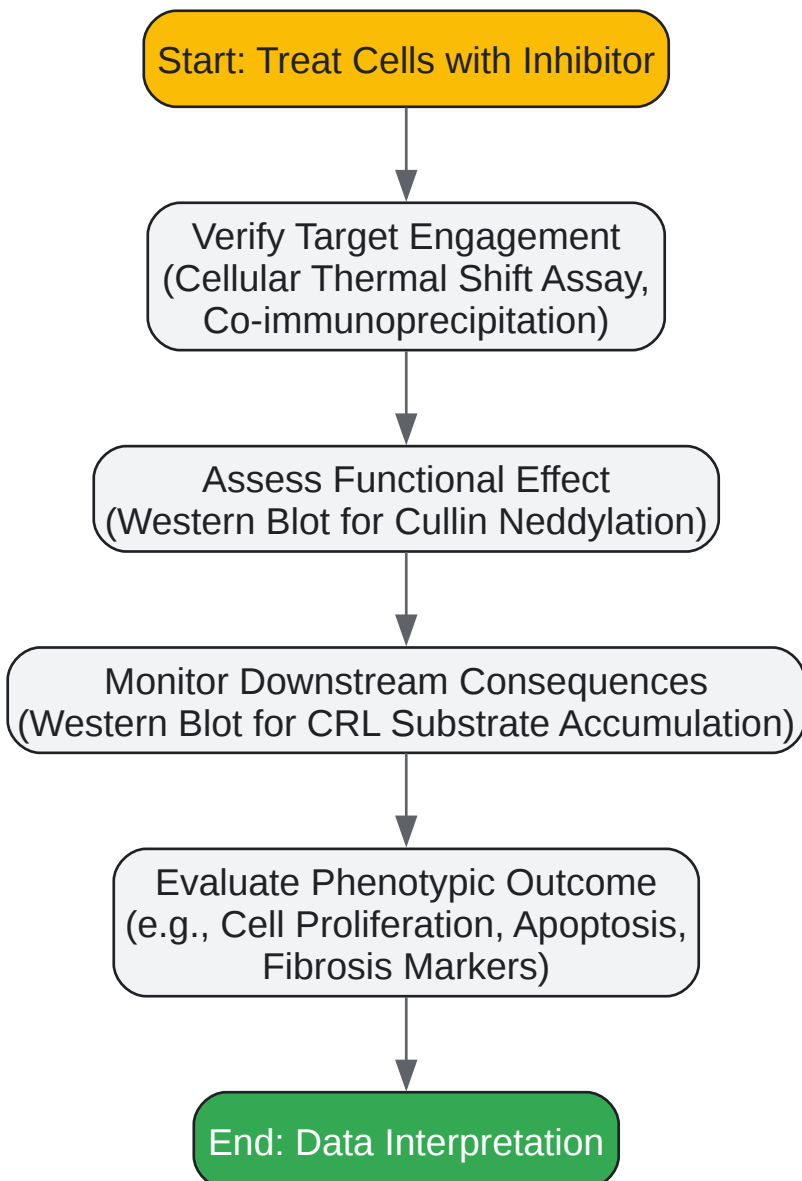 Start: Treat Cells with Inhibitor
Verify Target Engagement
(Cellular Thermal Shift Assay,
Co-immunoprecipitation)
Assess Functional Effect
(Western Blot for Cullin Neddylation)
Monitor Downstream Consequences
(Western Blot for CRL Substrate Accumulation)
Evaluate Phenotypic Outcome
(e.g., Cell Proliferation, Apoptosis,
Fibrosis Markers)
End: Data Interpretation